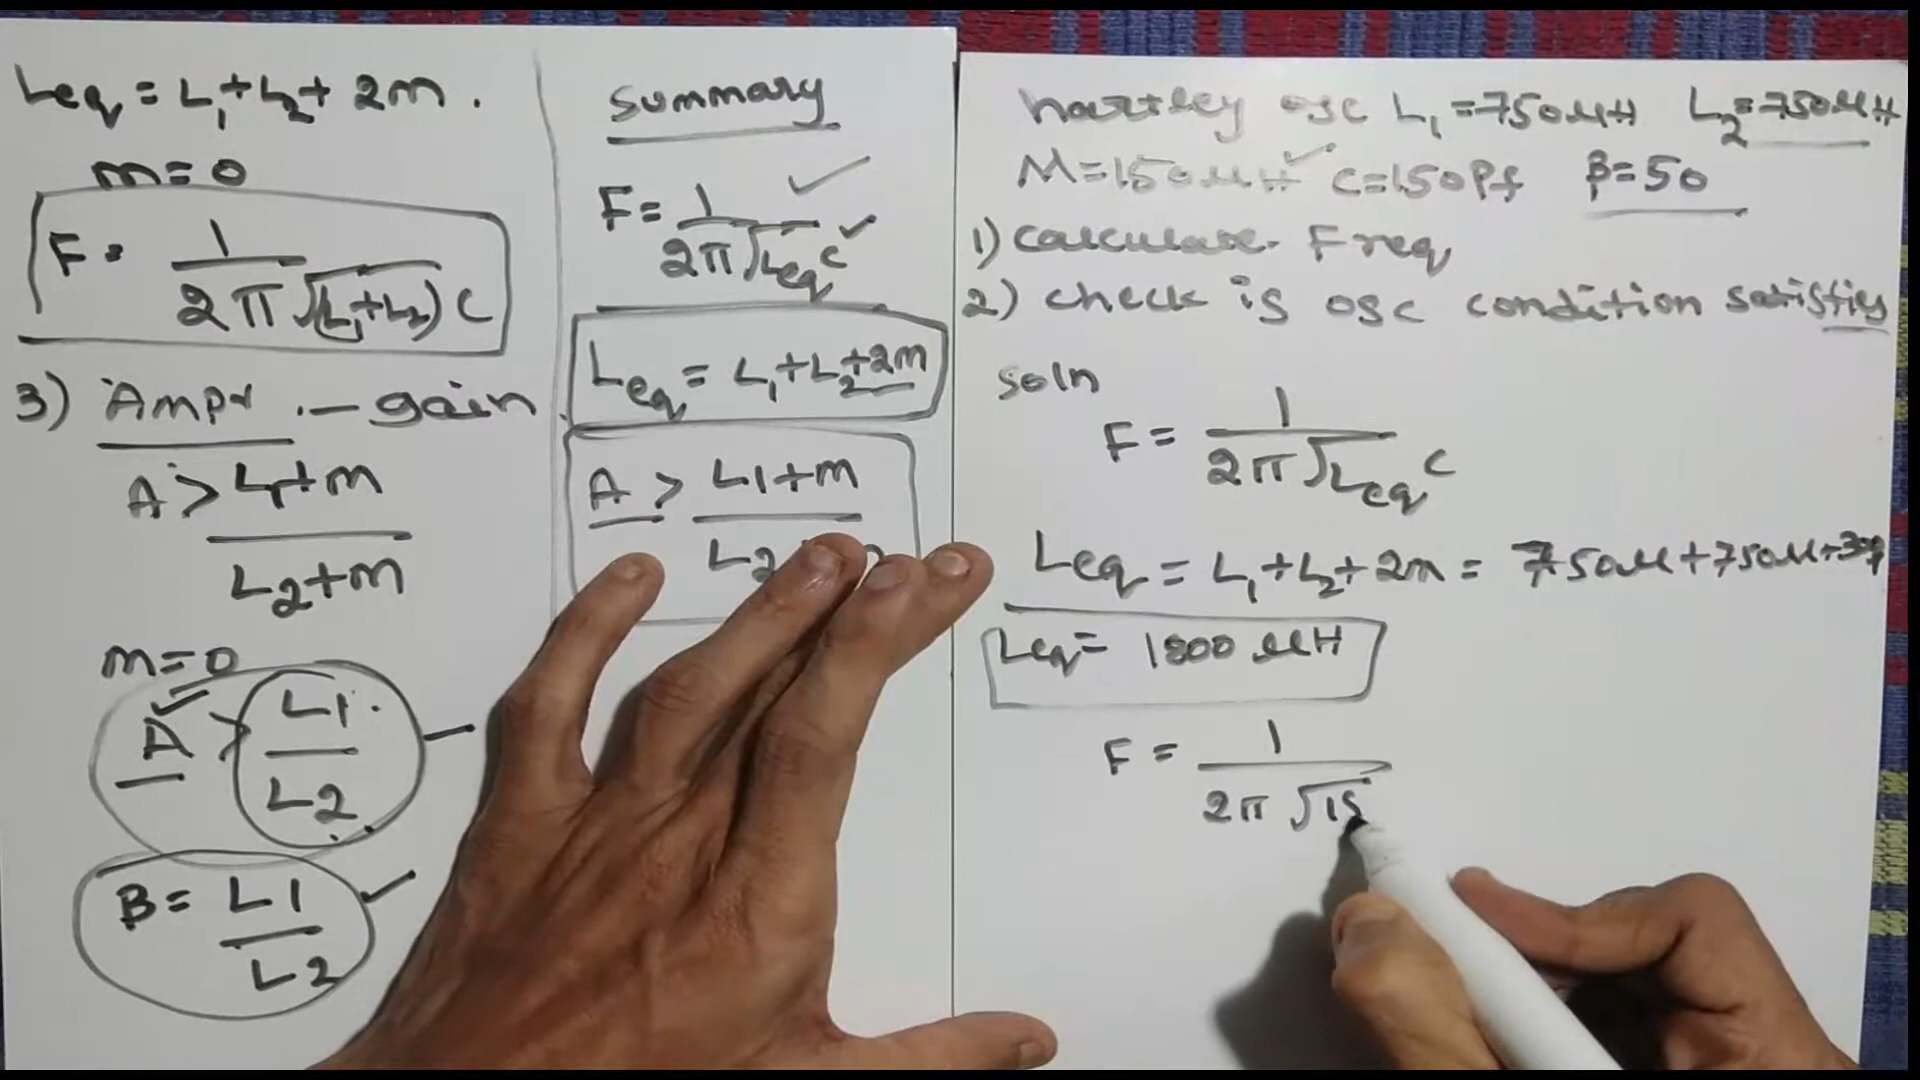 Leq = L1+L2+ 2m.
m=0
F= 1
2π√(L1+L2)C
3) Ampr - gain
A> L1+m
L2+m
m=0
A > L1
L2
B= L1
L2
Summary
F= 1
2π√Leq C
Leq = L1+L2+2m
A > L1+m
L2
hartley osc L1=750μH L2=750μH
M=150μH C=150Pf β=50
1) calculate Freq
2) check is osc condition satisfies
soln
F= 1
2π√Leq C
Leq = L1+L2+2m = 750μ+750μ+
Leq= 1800 μH
F = 1
2π √18